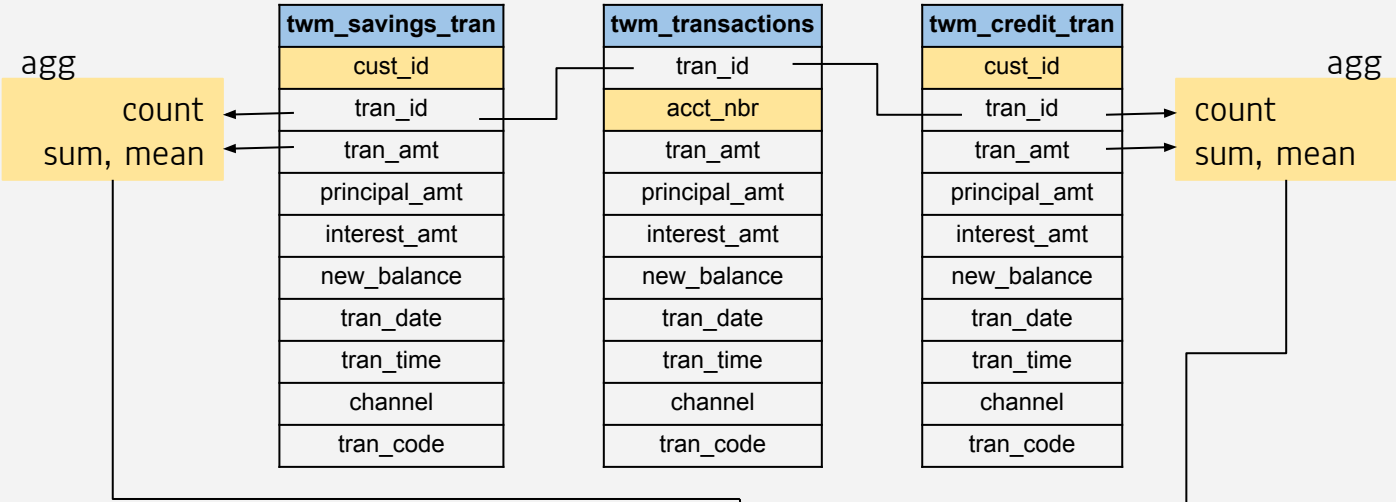 agg
count
sum, mean
twm_savings_tran
cust_id
tran_id
tran_amt
principal_amt
interest_amt
new_balance
tran_date
tran_time
channel
tran_code
twm_transactions
tran_id
acct_nbr
tran_amt
principal_amt
interest_amt
new_balance
tran_date
tran_time
channel
tran_code
twm_credit_tran
cust_id
tran_id
tran_amt
principal_amt
interest_amt
new_balance
tran_date
tran_time
channel
tran_code
agg
count
sum, mean